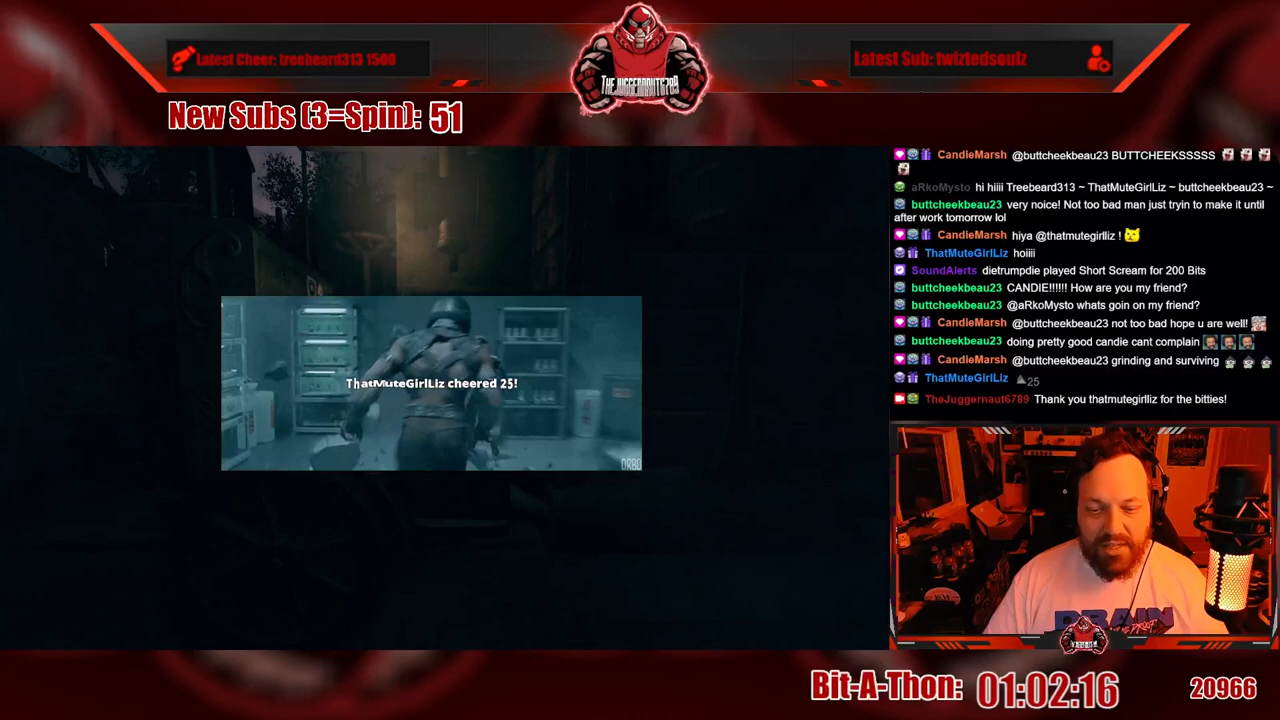 Latest Cheer: treebeard313 1500
THEJUGGERNAUT6789
Latest Sub: twiztedsoulz
New Subs (3=Spin): 51
CandieMarsh @buttcheekbeau23 BUTTCHEEKSSSSS
aRkoMysto hi hiiii Treebeard313 ~ ThatMuteGirlLiz ~ buttcheekbeau23 ~
buttcheekbeau23 very noice! Not too bad man just tryin to make it until
after work tomorrow lol
CandieMarsh hiya @thatmutegirlliz !
ThatMuteGirlLiz hoiiii
SoundAlerts dietrumpdie played Short Scream for 200 Bits
buttcheekbeau23 CANDIE!!!!!! How are you my friend?
buttcheekbeau23 @aRkoMysto whats goin on my friend?
CandieMarsh @buttcheekbeau23 not too bad hope u are well!
buttcheekbeau23 doing pretty good candie cant complain
CandieMarsh @buttcheekbeau23 grinding and surviving
ThatMuteGirlLiz 25
TheJuggernaut6789 Thank you thatmutegirlliz for the bitties!
ThatMuteGirlLiz cheered 25!
DRBO
BRAIN
Bit-A-Thon: 01:02:16 20966